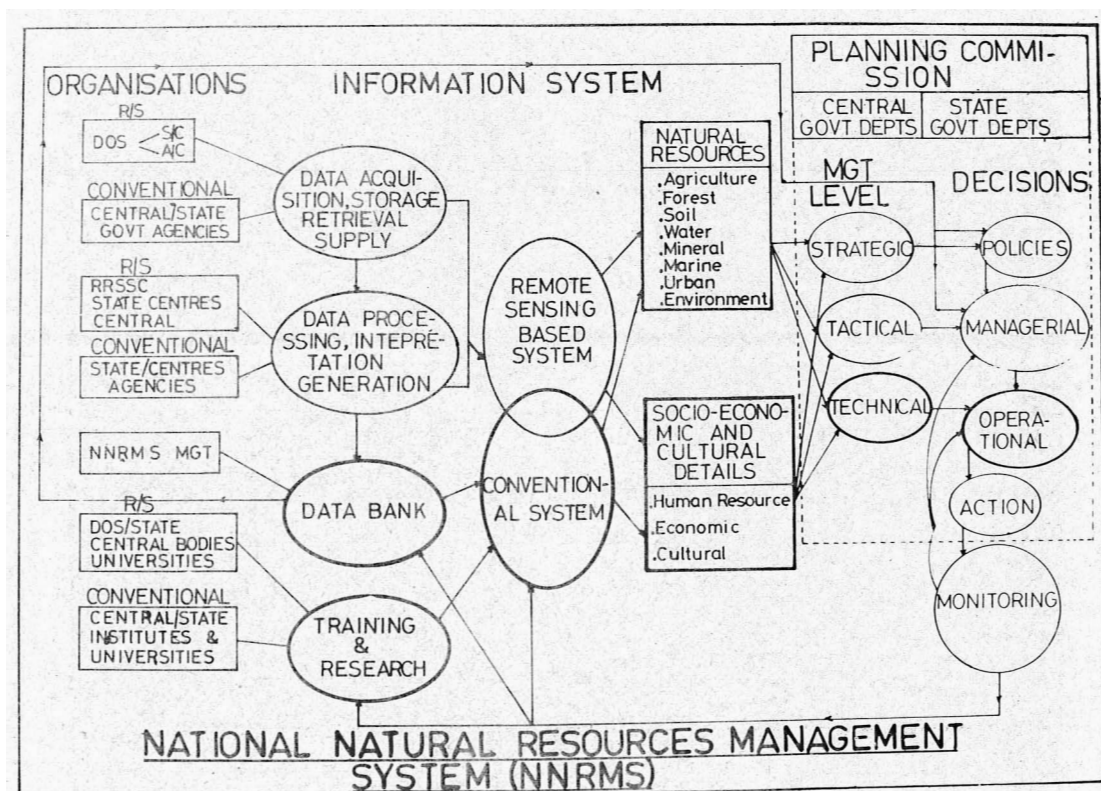 ORGANISATIONS
R/S
DOS S/C
A/C
CONVENTIONAL
CENTRAL/STATE
GOVT AGENCIES
R/S
RRSSC
STATE CENTRES
CENTRAL
CONVENTIONAL
STATE/CENTRES
AGENCIES
NNRMS MGT
R/S
DOS/STATE
CENTRAL BODIES
UNIVERSITIES
CONVENTIONAL
CENTRAL/STATE
INSTITUTES &
UNIVERSITIES
INFORMATION SYSTEM
DATA ACQUI-
SITION, STORAGE
RETRIEVAL
SUPPLY
DATA PROCE-
SSING, INTEPRE-
TATION
GENERATION
DATA BANK
TRAINING
&
RESEARCH
REMOTE
SENSING
BASED SYSTEM
CONVENTION-
AL SYSTEM
NATURAL
RESOURCES
.Agriculture
.Forest
.Soil
.Water
.Mineral
.Marine
.Urban
.Environment
SOCIO-ECONO-
MIC AND
CULTURAL
DETAILS
.Human Resource
.Economic
.Cultural
PLANNING COMMI-
SSION
CENTRAL
GOVT DEPTS
STATE
GOVT DEPTS
MGT
LEVEL
STRATEGIC
TACTICAL
TECHNICAL
DECISIONS
POLICIES
MANAGERIAL
OPERA-
TIONAL
ACTION
MONITORING
NATIONAL NATURAL RESOURCES MANAGEMENT
SYSTEM (NNRMS)